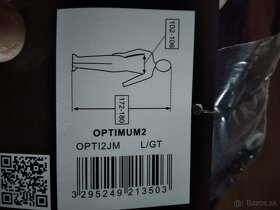 102-106
172-180
OPTIMUM2
OPTI2JM L/GT
3 295249 213503
bazos.sk